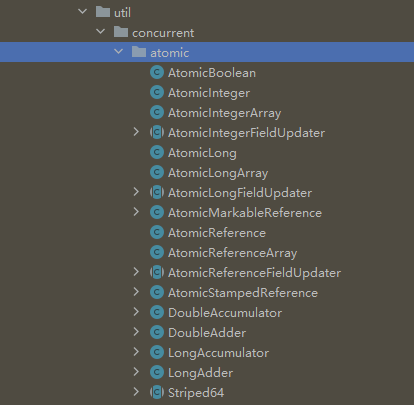 util
concurrent
atomic
AtomicBoolean
AtomicInteger
AtomicIntegerArray
AtomicIntegerFieldUpdater
AtomicLong
AtomicLongArray
AtomicLongFieldUpdater
AtomicMarkableReference
AtomicReference
AtomicReferenceArray
AtomicReferenceFieldUpdater
AtomicStampedReference
DoubleAccumulator
DoubleAdder
LongAccumulator
LongAdder
Striped64